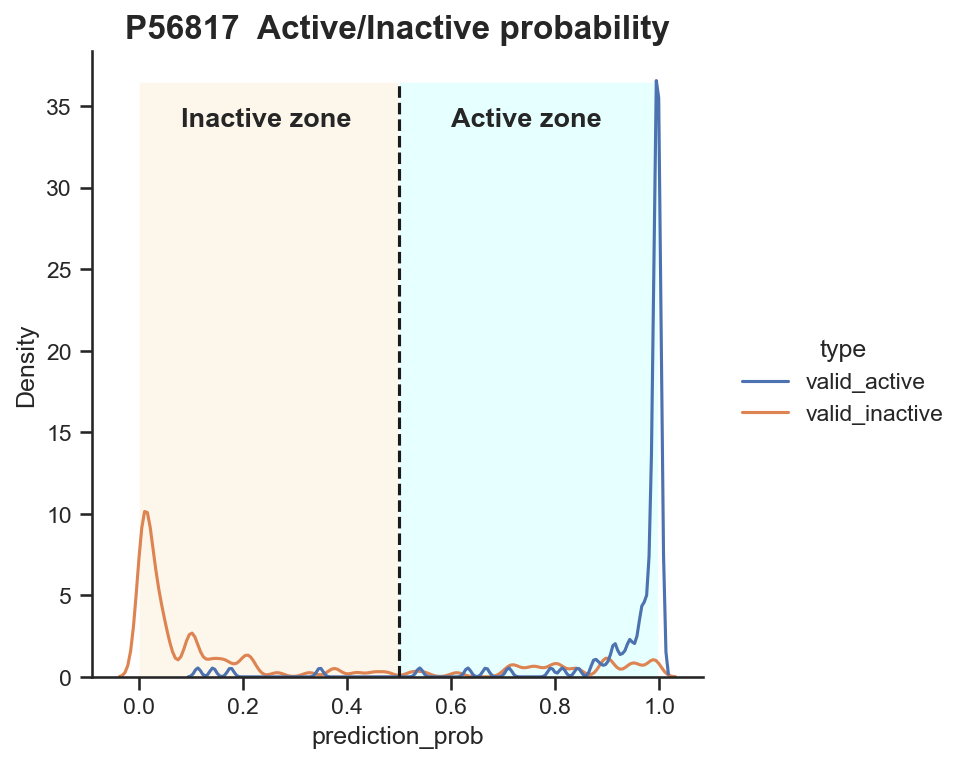 P56817  Active/Inactive probability
Inactive zone
Active zone
35
30
25
20
15
10
5
0
Density
0.0
0.2
0.4
0.6
0.8
1.0
prediction_prob
type
valid_active
valid_inactive